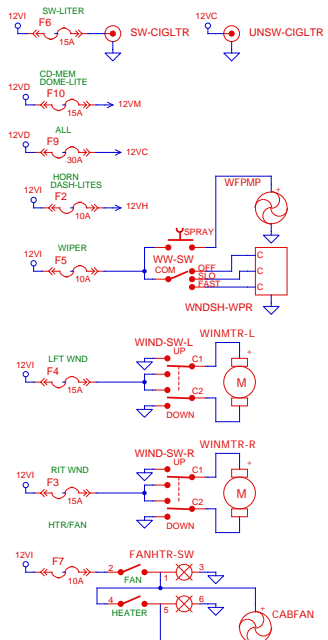 SW-LITER
12VI
F6
15A
SW-CIGLTR
12VC
UNSW-CIGLTR
CD-MEM
DOME-LITE
12VD
F10
15A
12VM
ALL
12VD
F9
30A
12VC
HORN
DASH-LITES
12VI
F2
10A
12VH
WFPMP
+
SPRAY
WIPER
12VI
F5
10A
WW-SW
COM
OFF
SLO
FAST
C
C
C
WNDSH-WPR
WINMTR-L
WIND-SW-L
UP
C1
+
LFT WND
12VI
F4
15A
M
C2
DOWN
WINMTR-R
WIND-SW-R
UP
C1
+
RIT WND
12VI
F3
15A
M
C2
DOWN
HTR/FAN
12VI
F7
10A
FANHTR-SW
2
FAN
1
3
4
HEATER
5
6
+
CABFAN